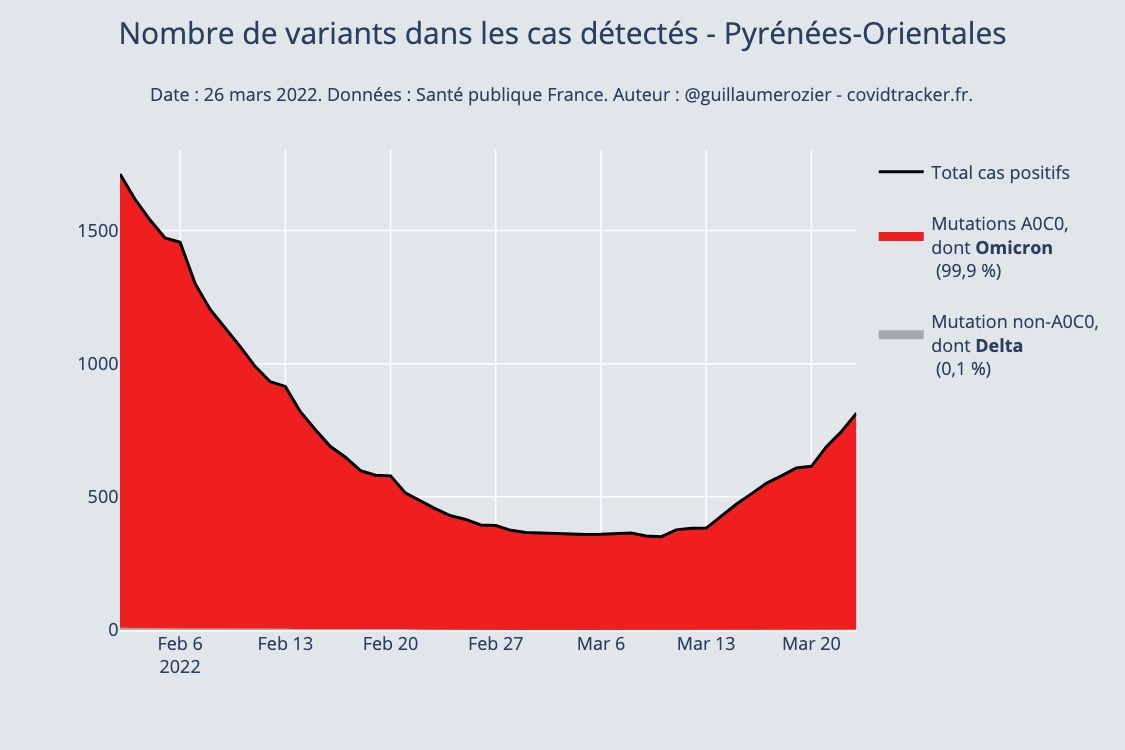 Nombre de variants dans les cas détectés - Pyrénées-Orientales
Date : 26 mars 2022. Données : Santé publique France. Auteur : @guillaumerozier - covidtracker.fr.
Total cas positifs
Mutations A0C0,
dont Omicron
(99,9 %)
Mutation non-A0C0,
dont Delta
(0,1 %)
1500
1000
500
0
Feb 6
2022
Feb 13
Feb 20
Feb 27
Mar 6
Mar 13
Mar 20